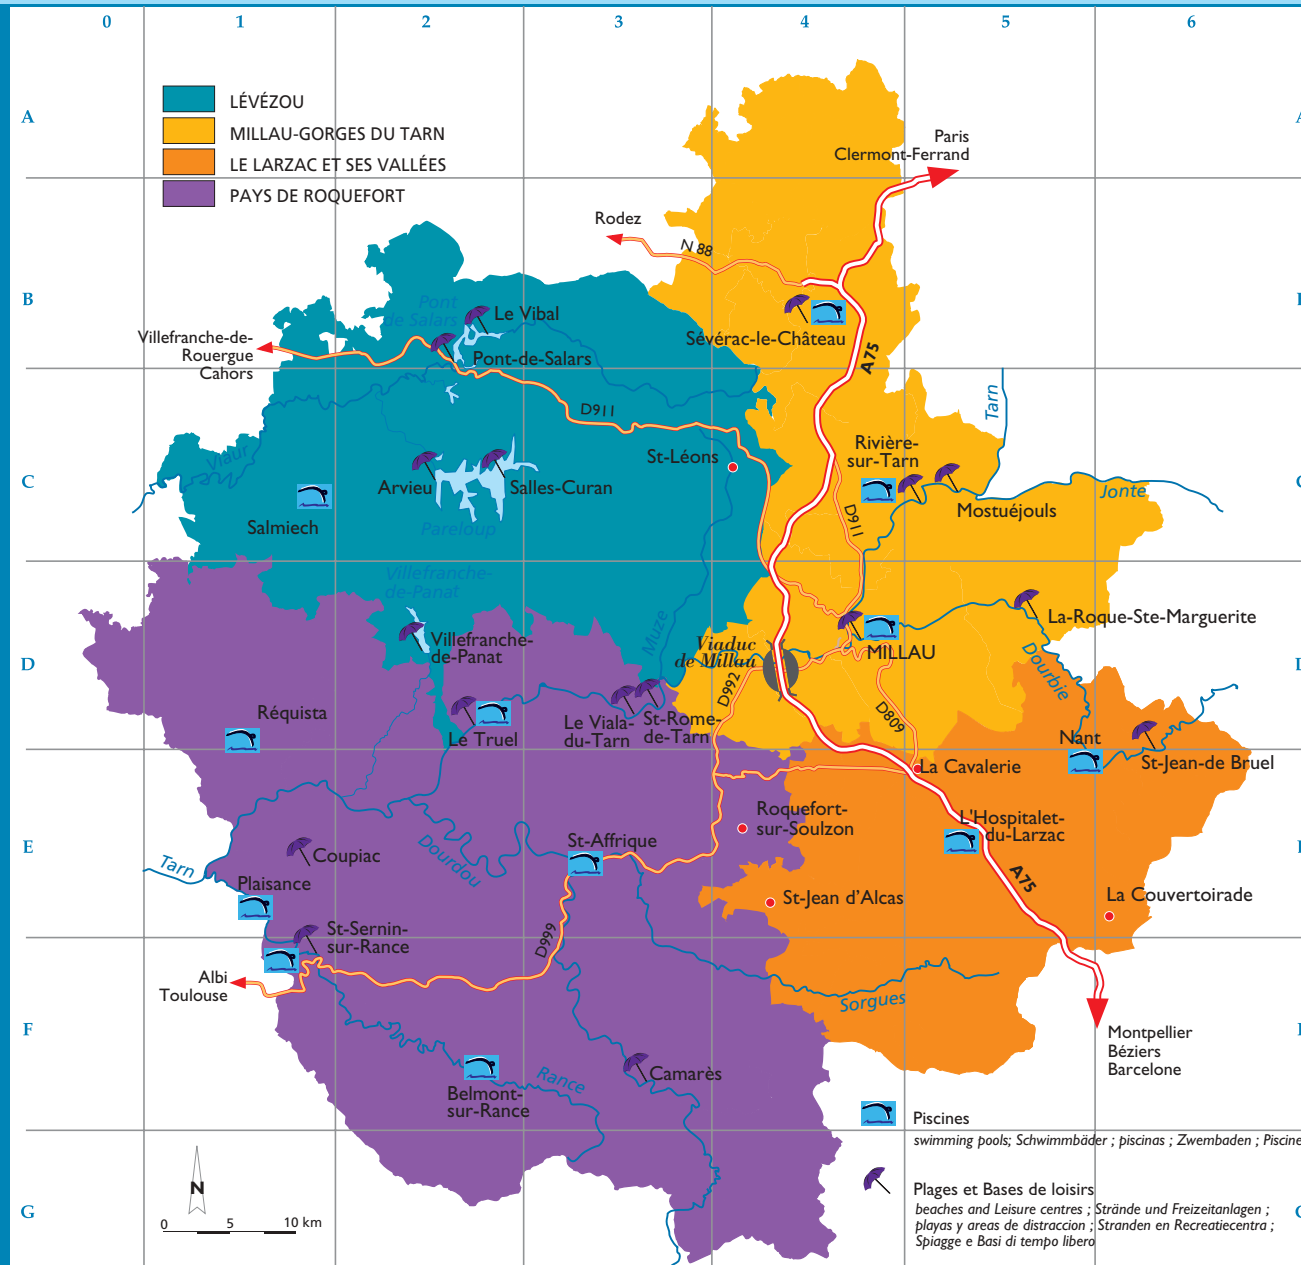 0 1 2 3 4 5 6
A
LÉVÉZOU
MILLAU-GORGES DU TARN
LE LARZAC ET SES VALLÉES
PAYS DE ROQUEFORT
Paris
Clermont-Ferrand
Rodez
N 88
B
Pont
de Salars
Le Vibal
Sévérac-le-Château
Villefranche-de-
Rouergue
Cahors
Pont-de-Salars
A75
D911
Tarn
C
Viaur
St-Léons
Rivière-
sur-Tarn
Arvieu
Salles-Curan
Jonte
Mostuéjouls
Salmiech
Pareloup
D911
Villefranche-
de-Panat
Muze
La-Roque-Ste-Marguerite
D
Villefranche-
de-Panat
Viaduc
de Millau
MILLAU
Dourbie
D992
D809
Réquista
Le Truel
Le Viala-
du-Tarn
St-Rome-
de-Tarn
Nant
St-Jean-de Bruel
La Cavalerie
E
Roquefort-
sur-Soulzon
L'Hospitalet-
du-Larzac
St-Affrique
Coupiac
Dourdou
Tarn
Plaisance
A75
St-Jean d'Alcas
La Couvertoirade
St-Sernin-
sur-Rance
D999
Albi
Toulouse
Sorgues
F
Montpellier
Béziers
Barcelone
Camarès
Rance
Belmont-
sur-Rance
Piscines
swimming pools; Schwimmbäder ; piscinas ; Zwembaden ; Piscine
N
G
0 5 10 km
Plages et Bases de loisirs
beaches and Leisure centres ; Strände und Freizeitanlagen ;
playas y areas de distraccion ; Stranden en Recreatiecentra ;
Spiagge e Basi di tempo libero